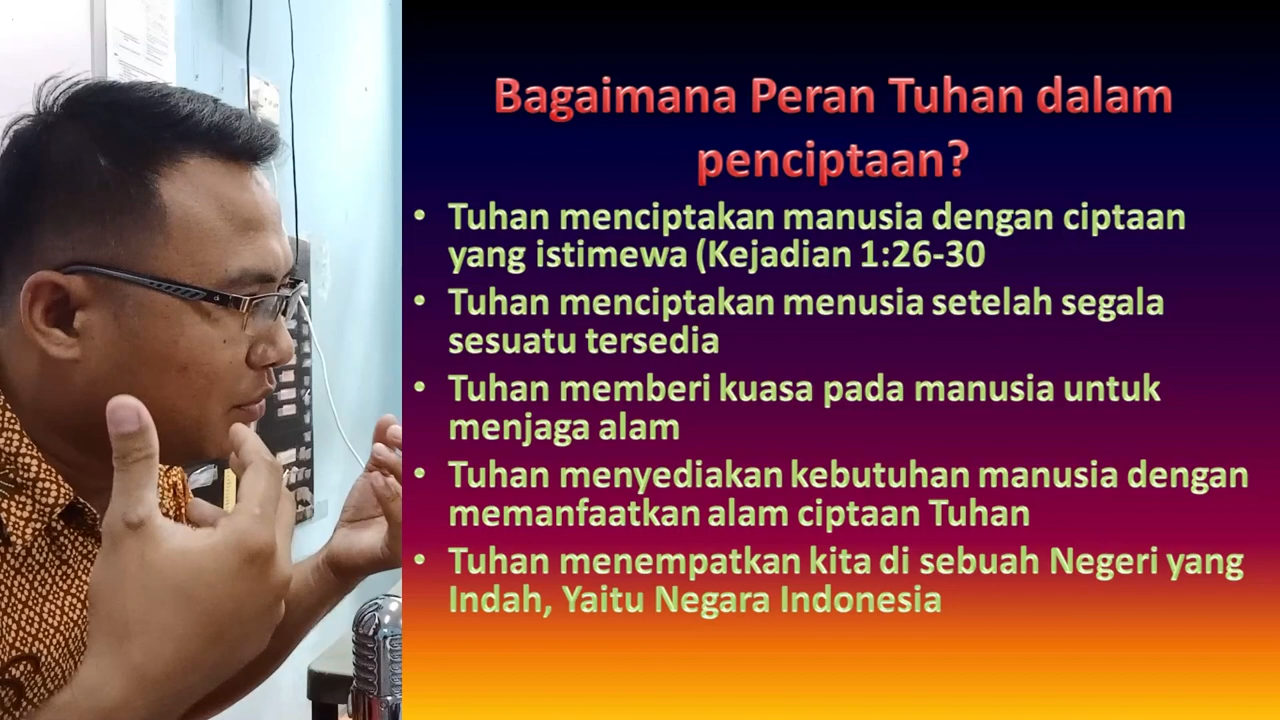 Bagaimana Peran Tuhan dalam
penciptaan?
• Tuhan menciptakan manusia dengan ciptaan
yang istimewa (Kejadian 1:26-30
• Tuhan menciptakan menusia setelah segala
sesuatu tersedia
• Tuhan memberi kuasa pada manusia untuk
menjaga alam
• Tuhan menyediakan kebutuhan manusia dengan
memanfaatkan alam ciptaan Tuhan
• Tuhan menempatkan kita di sebuah Negeri yang
Indah, Yaitu Negara Indonesia